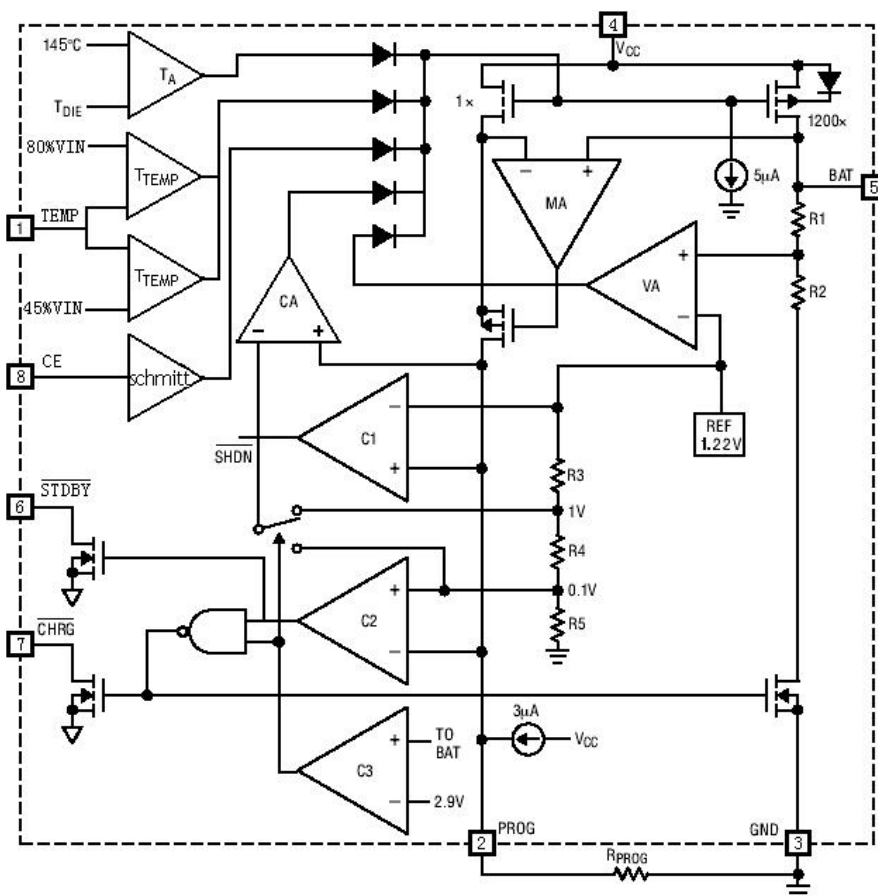 4
145°C
VCC
TA
TDIE
1×
1200×
80%VIN
TTEMP
− +
5μA
BAT
5
MA
TEMP
1
R1
TTEMP
+
VA
CA
R2
45%VIN
− +
−
CE
8
schmitt
REF
1.22V
−
C1
SHDN
+
R3
STDBY
6
1V
R4
+
0.1V
CHRG
7
C2
R5
−
3μA
TO
BAT
+
VCC
C3
−
2.9V
PROG
2
GND
3
RPROG